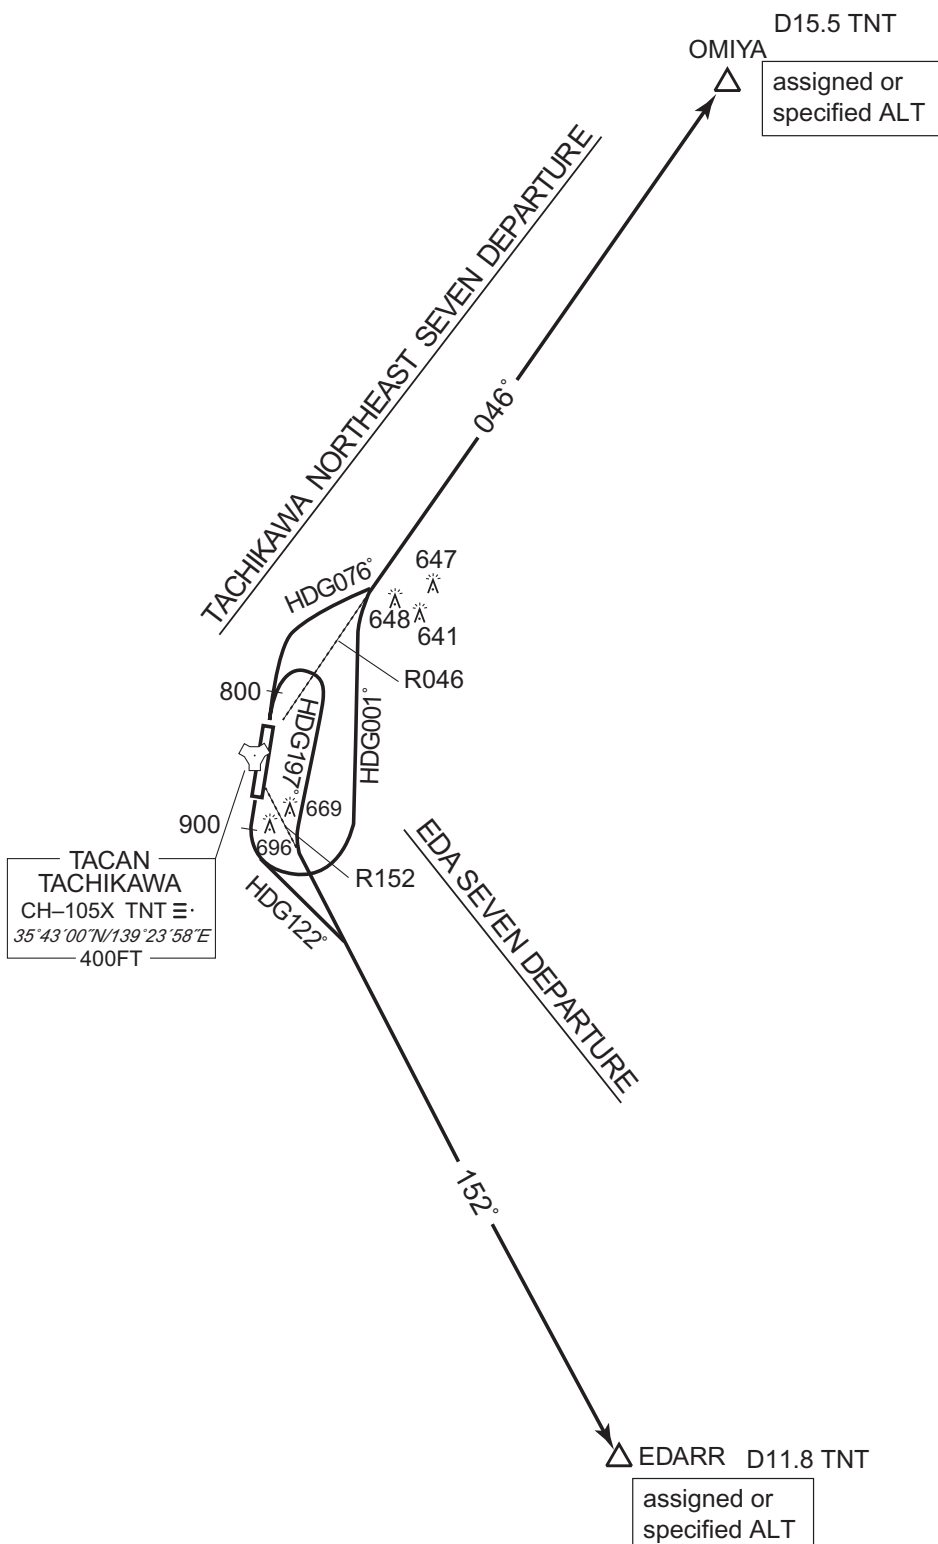 D15.5 TNT
OMIYA
assigned or
specified ALT
TACHIKAWA NORTHEAST SEVEN DEPARTURE
046°
647
HDG076°
648
641
R046
800
HDG197°
HDG001°
669
900
696
R152
EDA SEVEN DEPARTURE
TACAN
TACHIKAWA
CH–105X TNT
35°43′00″N/139°23′58″E
400FT
HDG122°
152°
EDARR D11.8 TNT
assigned or
specified ALT